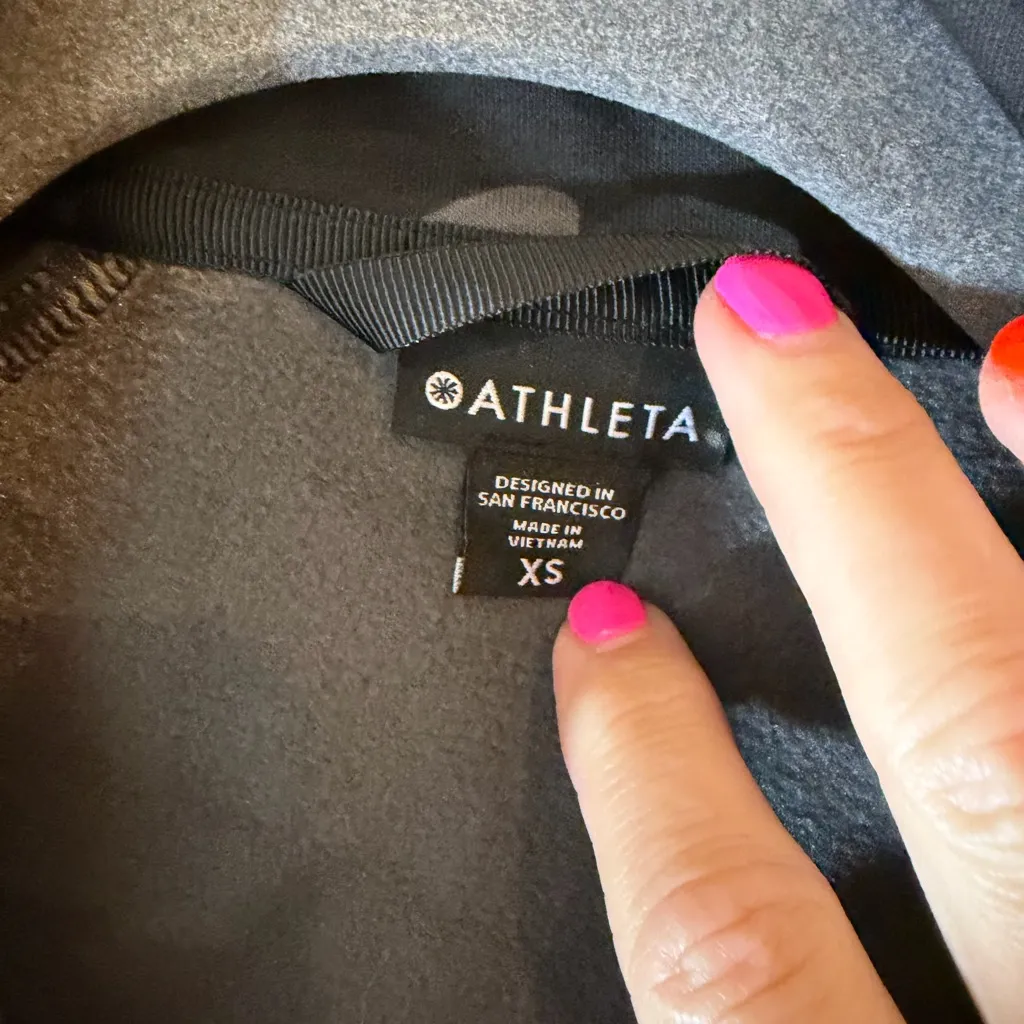 ATHLETA
DESIGNED IN
SAN FRANCISCO
MADE IN
VIETNAM
XS